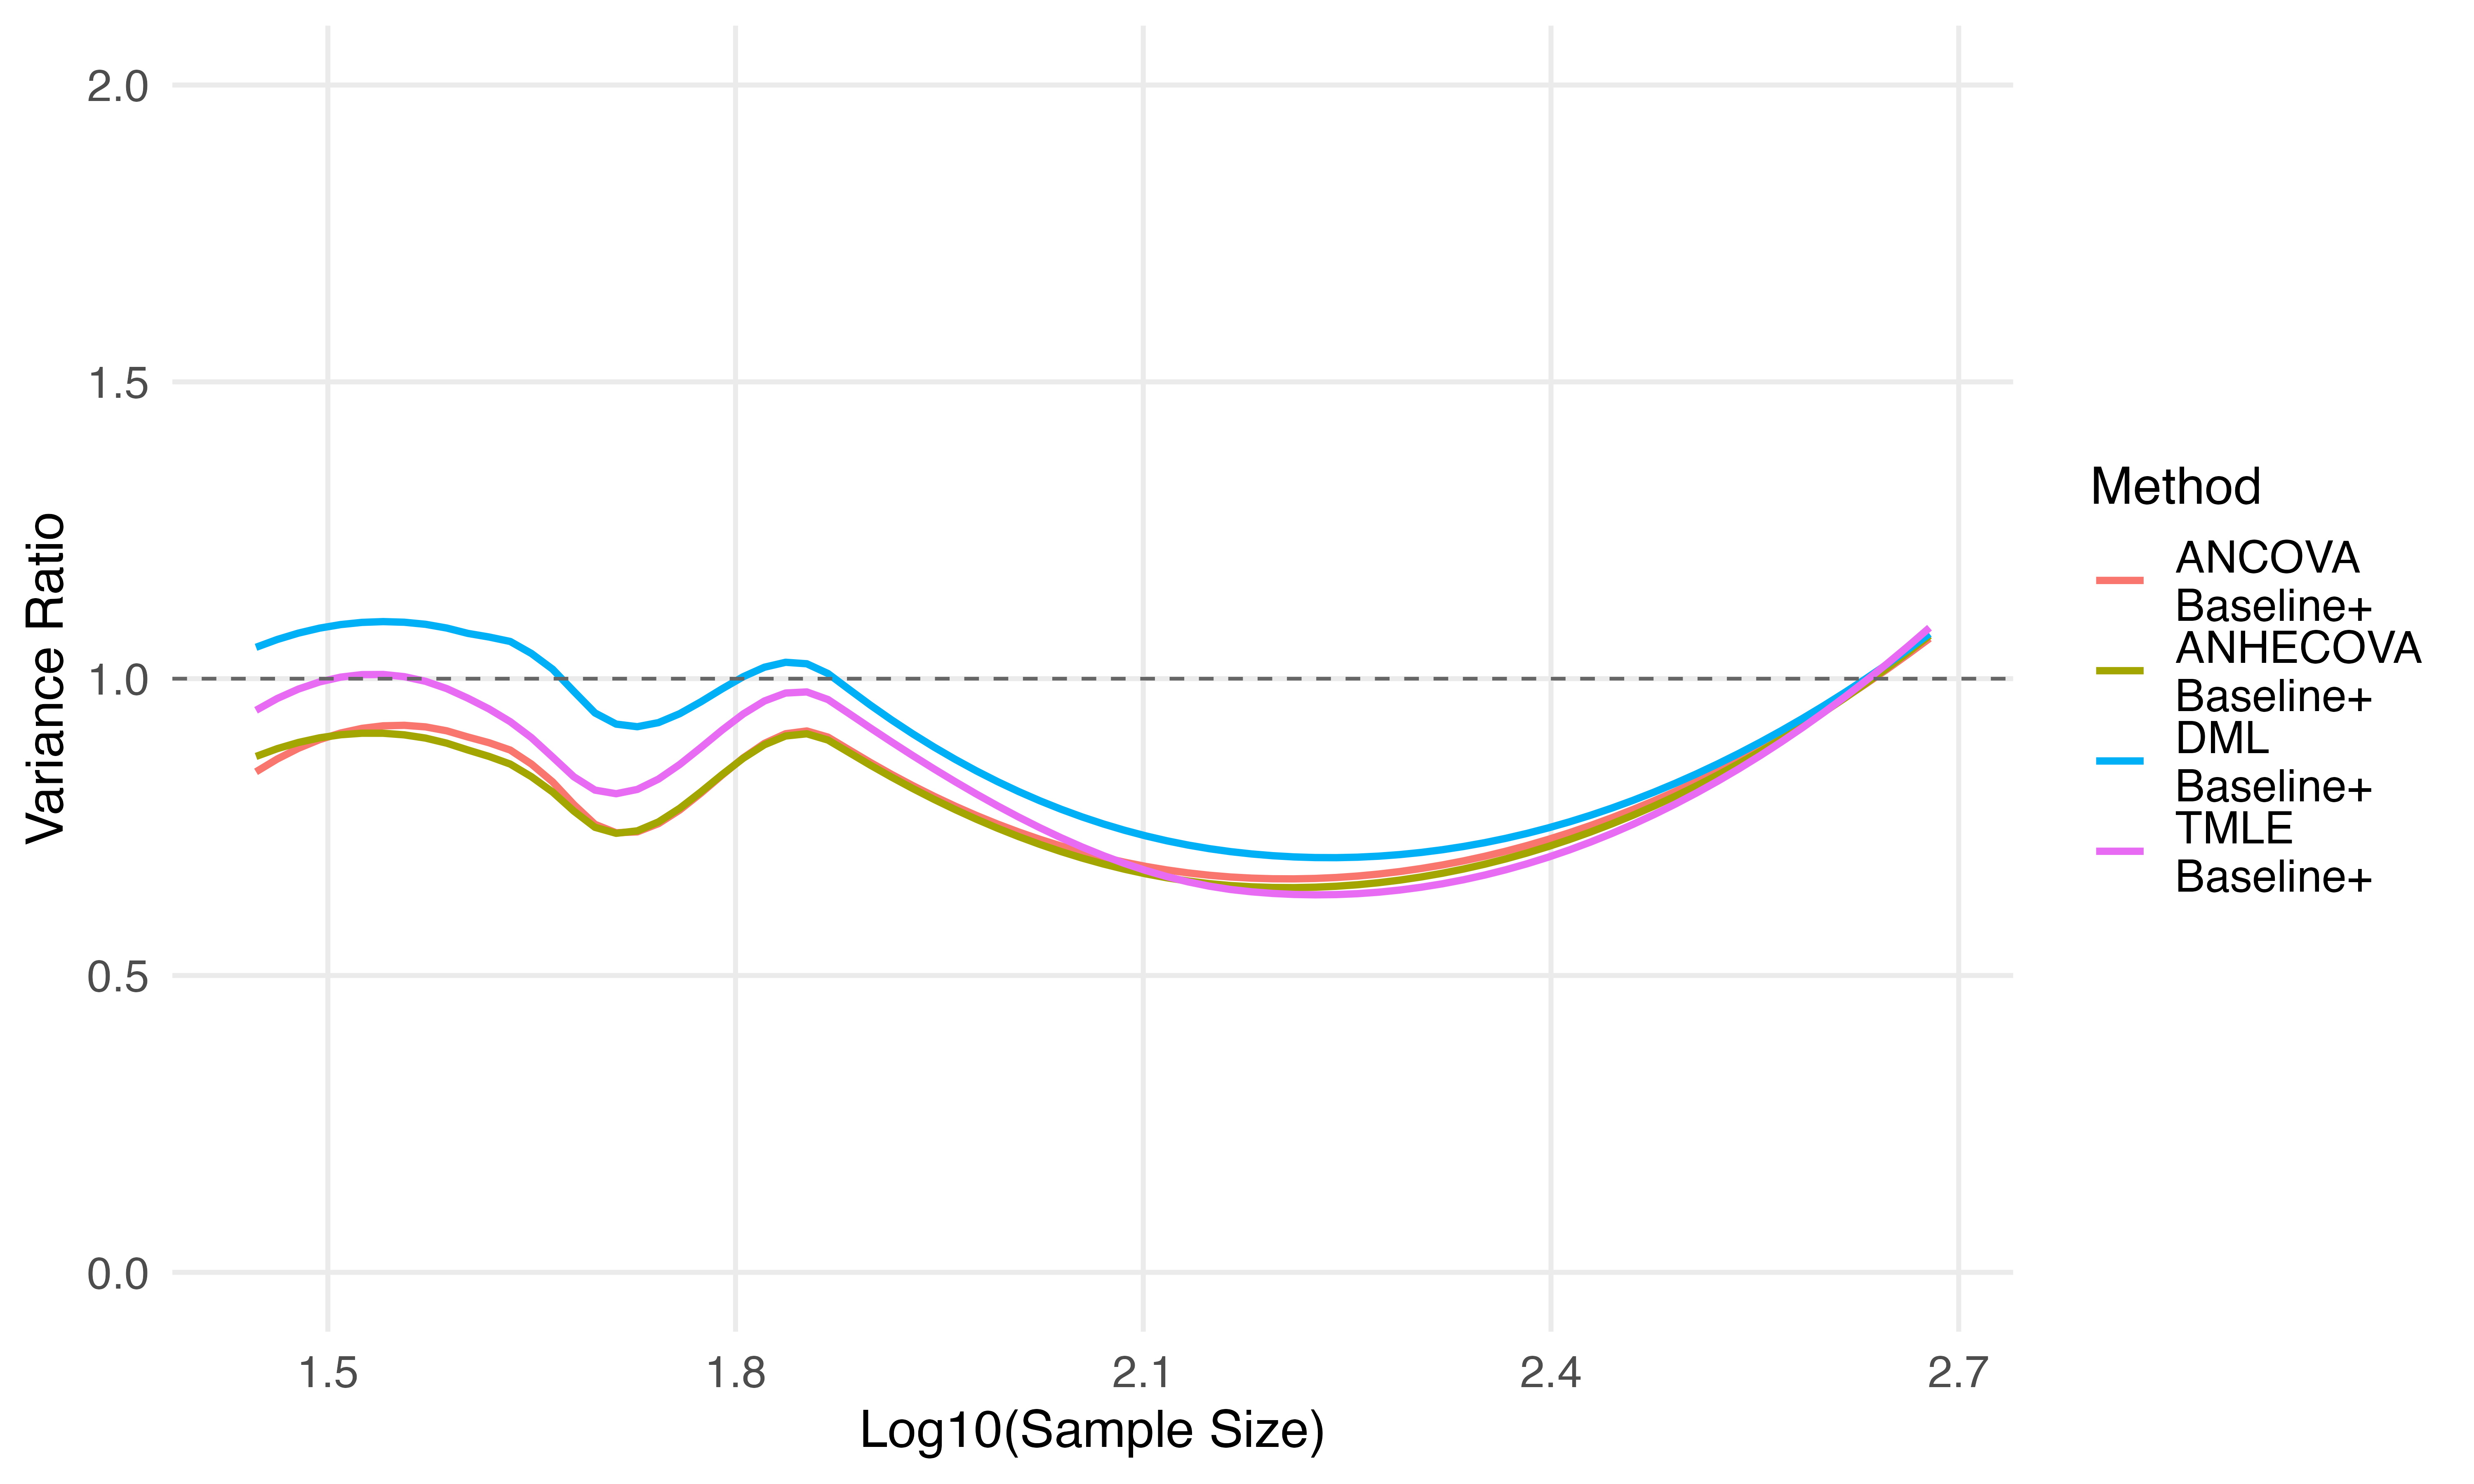 2.0
1.5
1.0
0.5
0.0
Variance Ratio
1.5
1.8
2.1
2.4
2.7
Log10(Sample Size)
Method
ANCOVA
Baseline+
ANHECOVA
Baseline+
DML
Baseline+
TMLE
Baseline+